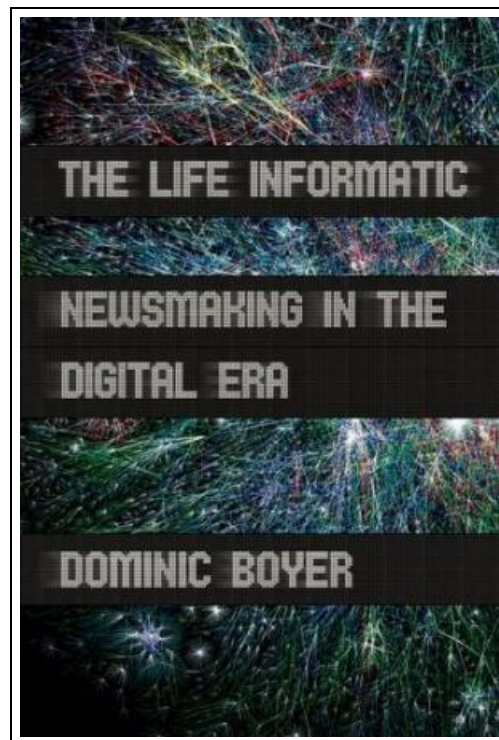 THE LIFE INFORMATIC
NEWSMAKING IN THE
DIGITAL ERA
DOMINIC BOYER